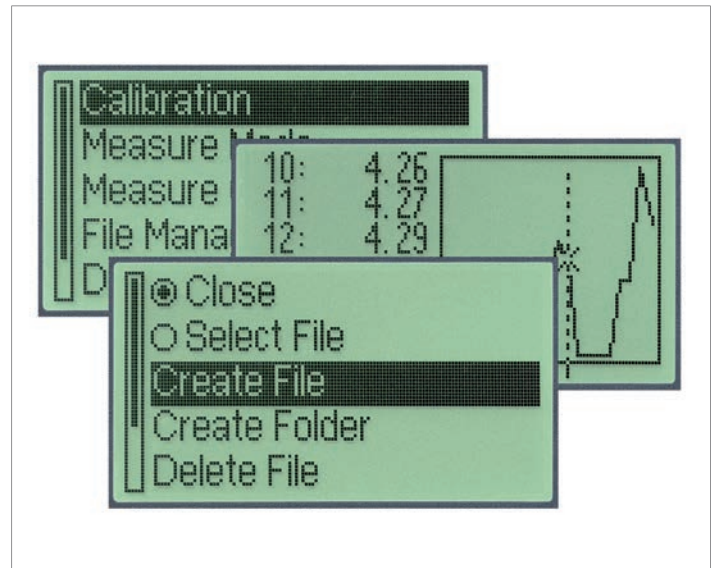 Calibration
Measure
Measure
File Mana
10: 4.26
11: 4.27
12: 4.29
Close
Select File
Create File
Create Folder
Delete File